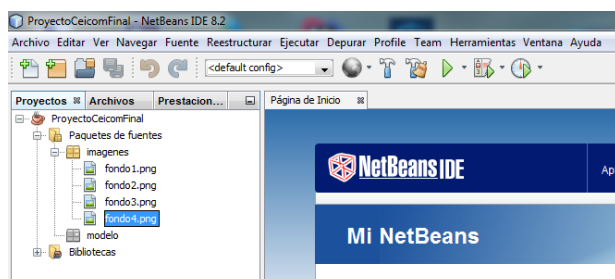 ProyectoCeicomFinal - NetBeans IDE 8.2
Archivo Editar Ver Navegar Fuente Reestructurar Ejecutar Depurar Profile Team Herramientas Ventana Ayuda
<default config>
Proyectos Archivos Prestacion... Página de Inicio
ProyectoCeicomFinal
Paquetes de fuentes
imagenes
fondo1.png
fondo2.png
fondo3.png
fondo4.png
modelo
Bibliotecas
NetBeans IDE
Ap
Mi NetBeans